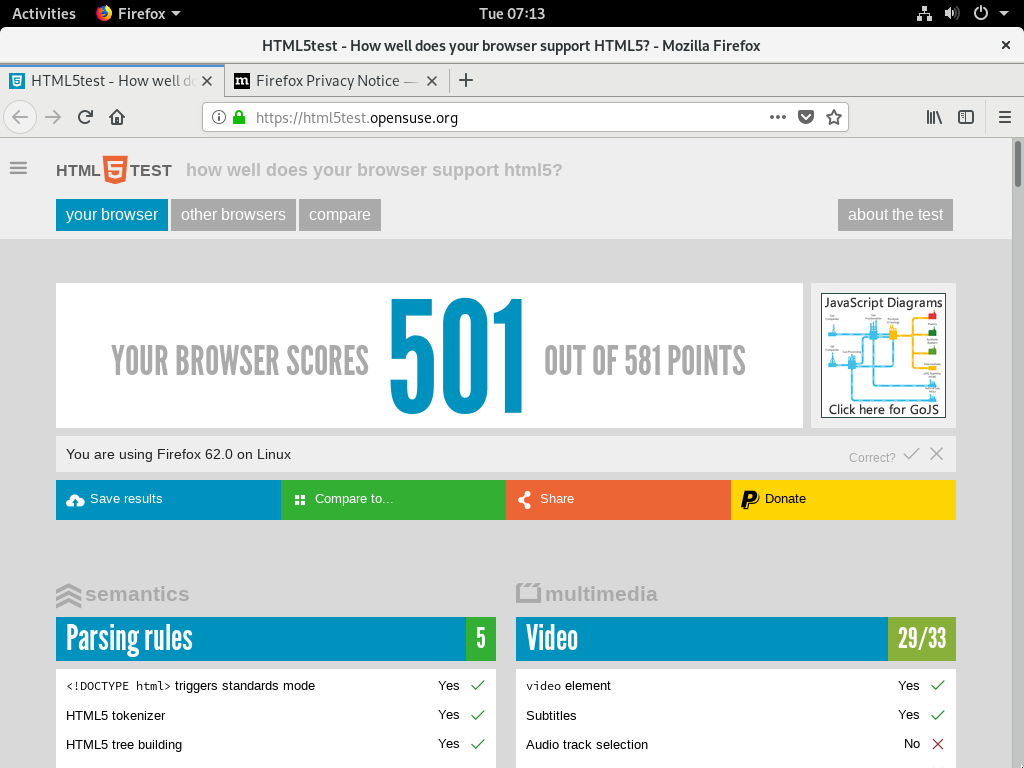 Activities Firefox Tue 07:13
HTML5test - How well does your browser support HTML5? - Mozilla Firefox
HTML5test - How well do Firefox Privacy Notice —
https://html5test.opensuse.org
HTML 5 TEST how well does your browser support html5?
your browser other browsers compare about the test
JavaScript Diagrams
YOUR BROWSER SCORES 501 OUT OF 581 POINTS
Click here for GoJS
You are using Firefox 62.0 on Linux Correct?
Save results Compare to... Share Donate
semantics multimedia
Parsing rules 5 Video 29/33
<!DOCTYPE html> triggers standards mode Yes video element Yes
HTML5 tokenizer Yes Subtitles Yes
HTML5 tree building Yes Audio track selection No